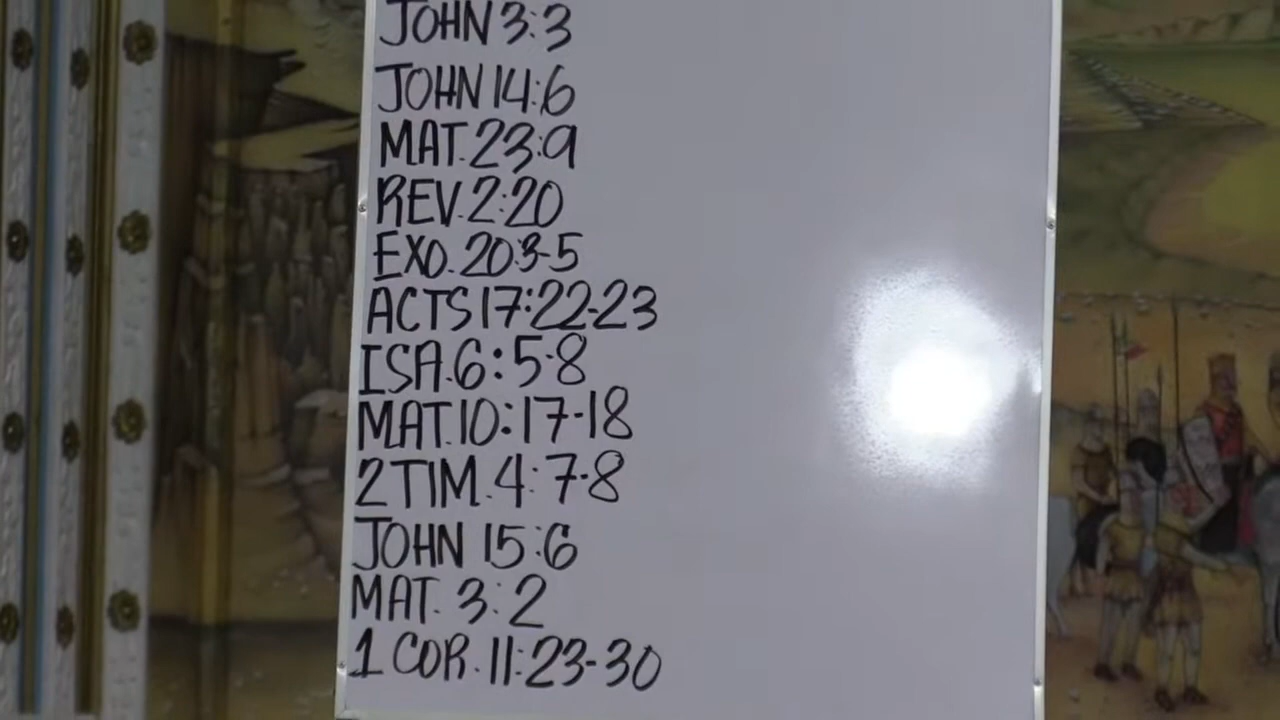 JOHN 3:3
JOHN 14:6
MAT. 23:9
REV. 2:20
EXO. 20:3-5
ACTS 17:22-23
ISA. 6:5-8
MAT. 10:17-18
2 TIM. 4:7-8
JOHN 15:6
MAT. 3:2
1 COR. 11:23-30